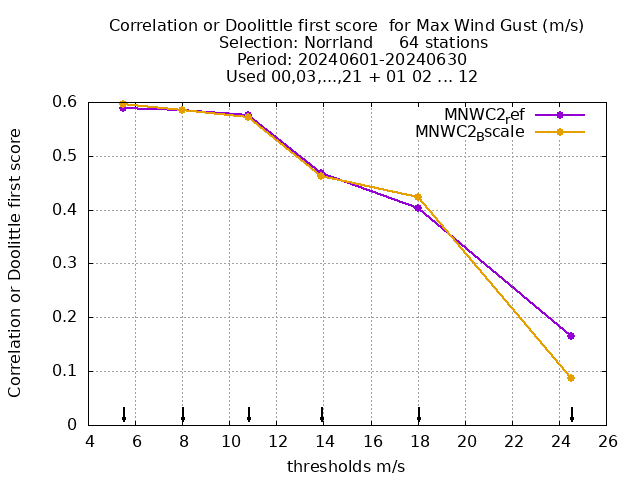 Correlation or Doolittle first score  for Max Wind Gust (m/s)
Selection: Norrland     64 stations
Period: 20240601-20240630
Used 00,03,...,21 + 01 02 ... 12
MNWC2ref
MNWC2Bscale
Correlation or Doolittle first score
0.6
0.5
0.4
0.3
0.2
0.1
0
4 6 8 10 12 14 16 18 20 22 24 26
thresholds m/s